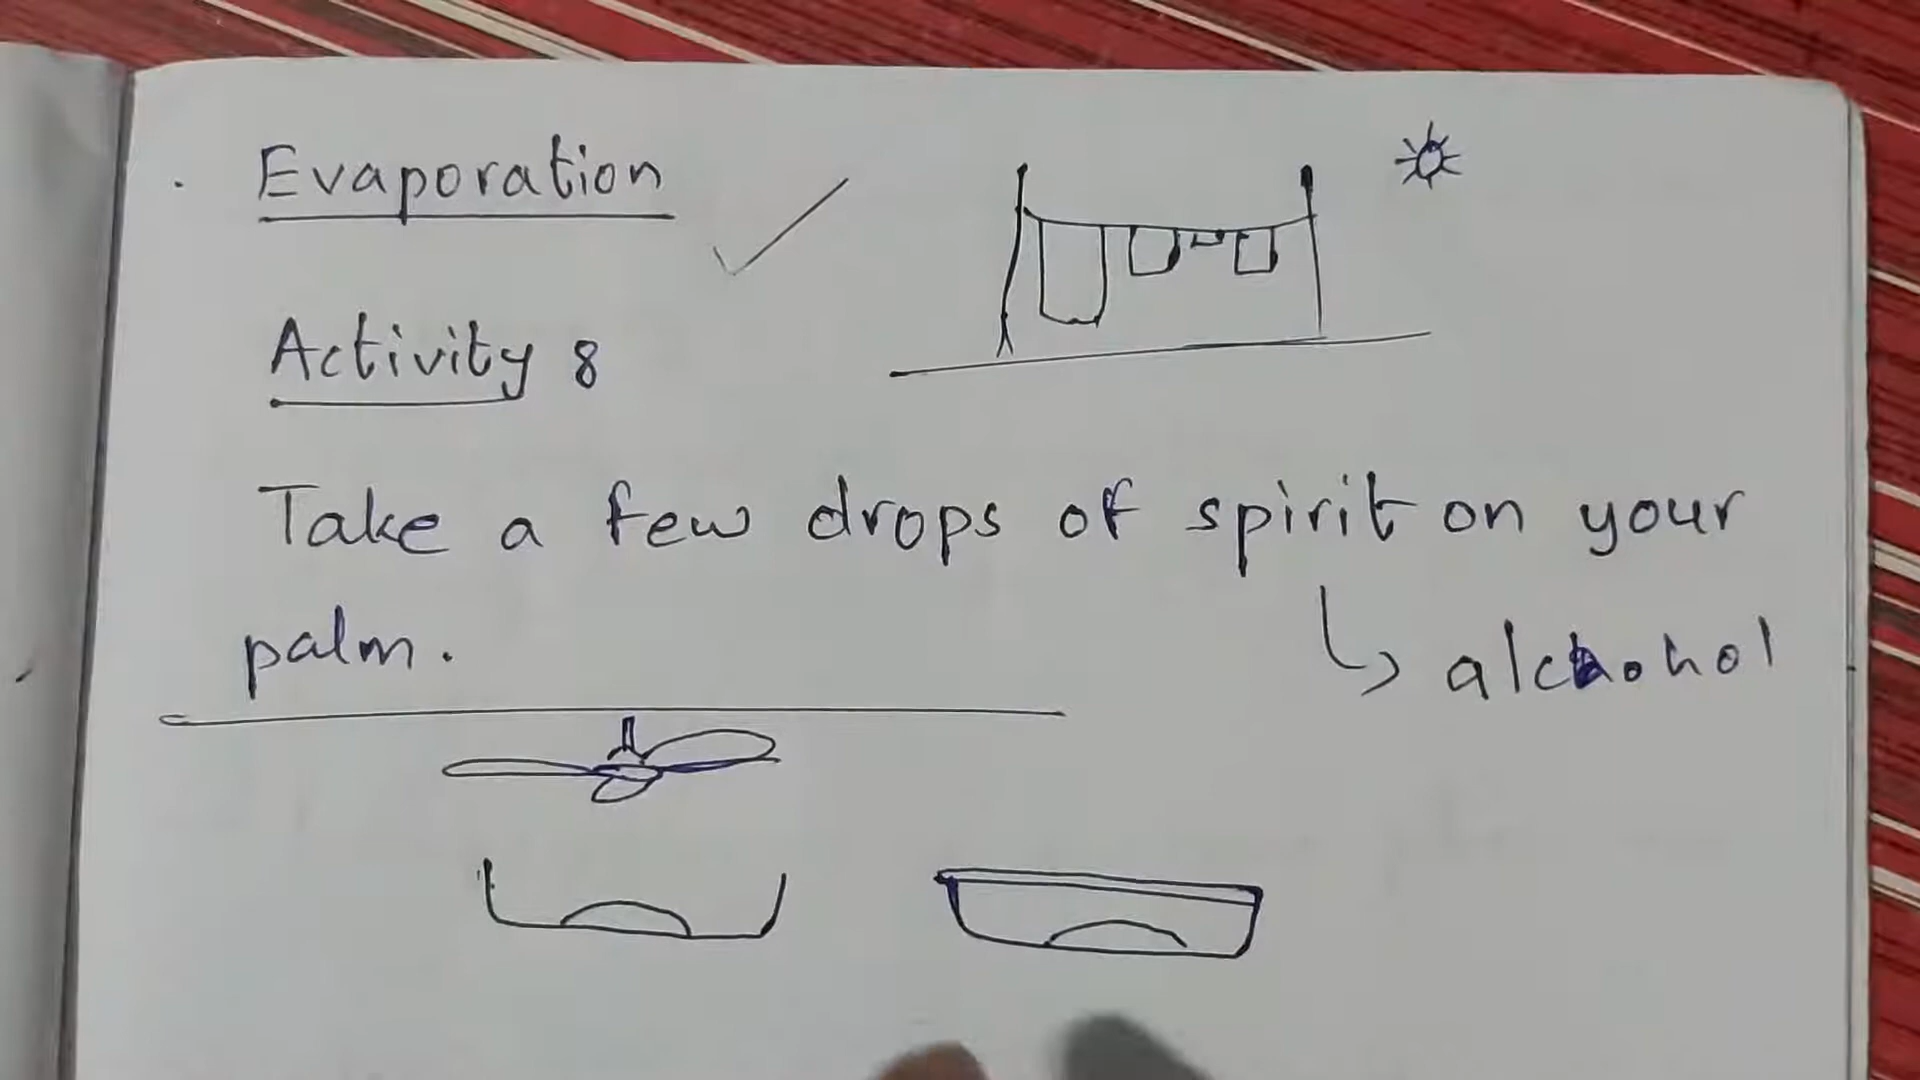 Evaporation
Activity 8
Take a few drops of spirit on your
palm.
alcohol